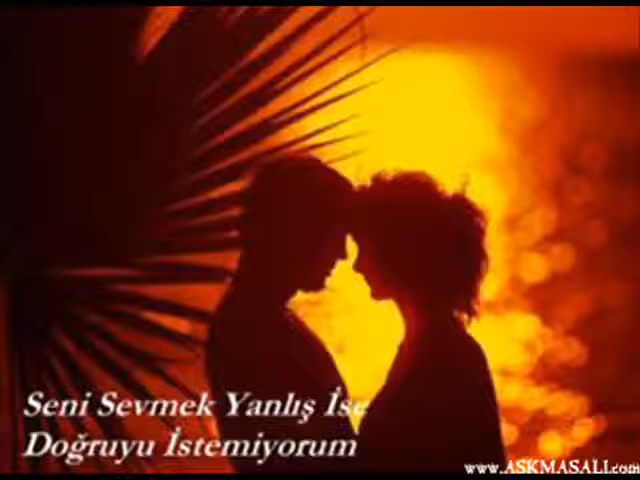 Seni Sevmek Yanlış İse
Doğruyu İstemiyorum
www.ASKMASALI.com